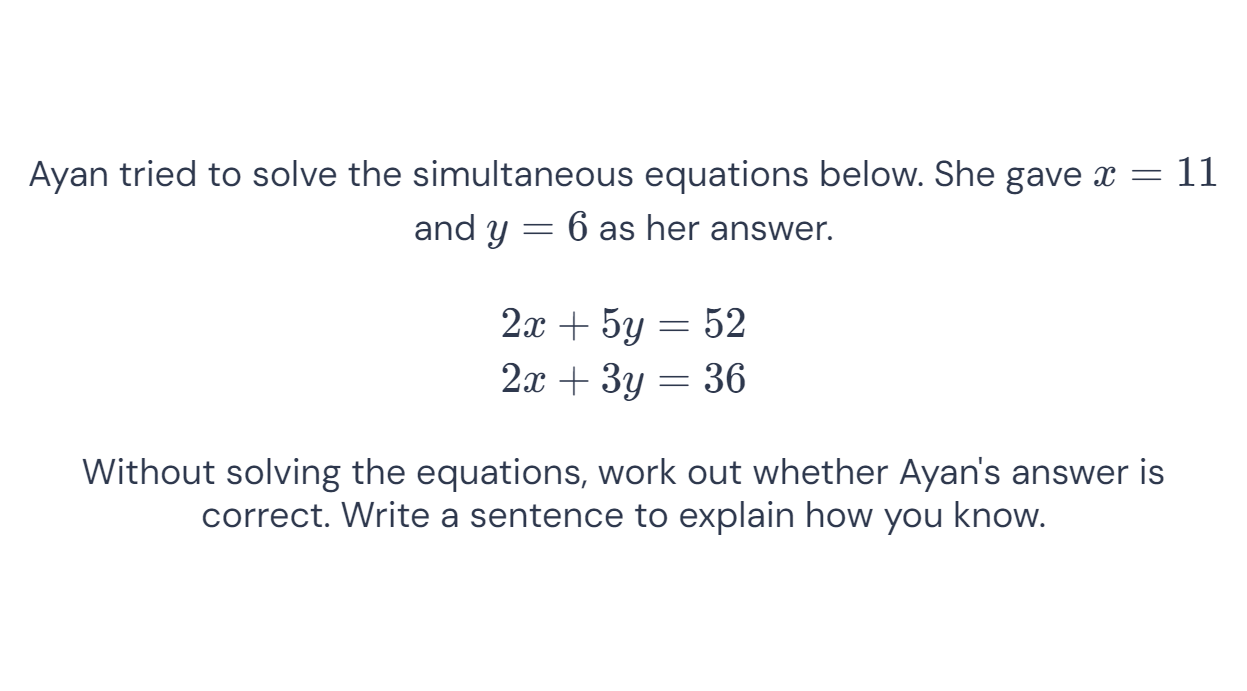 Ayan tried to solve the simultaneous equations below. She gave x = 11
and y = 6 as her answer.
2x + 5y = 52
2x + 3y = 36
Without solving the equations, work out whether Ayan's answer is
correct. Write a sentence to explain how you know.